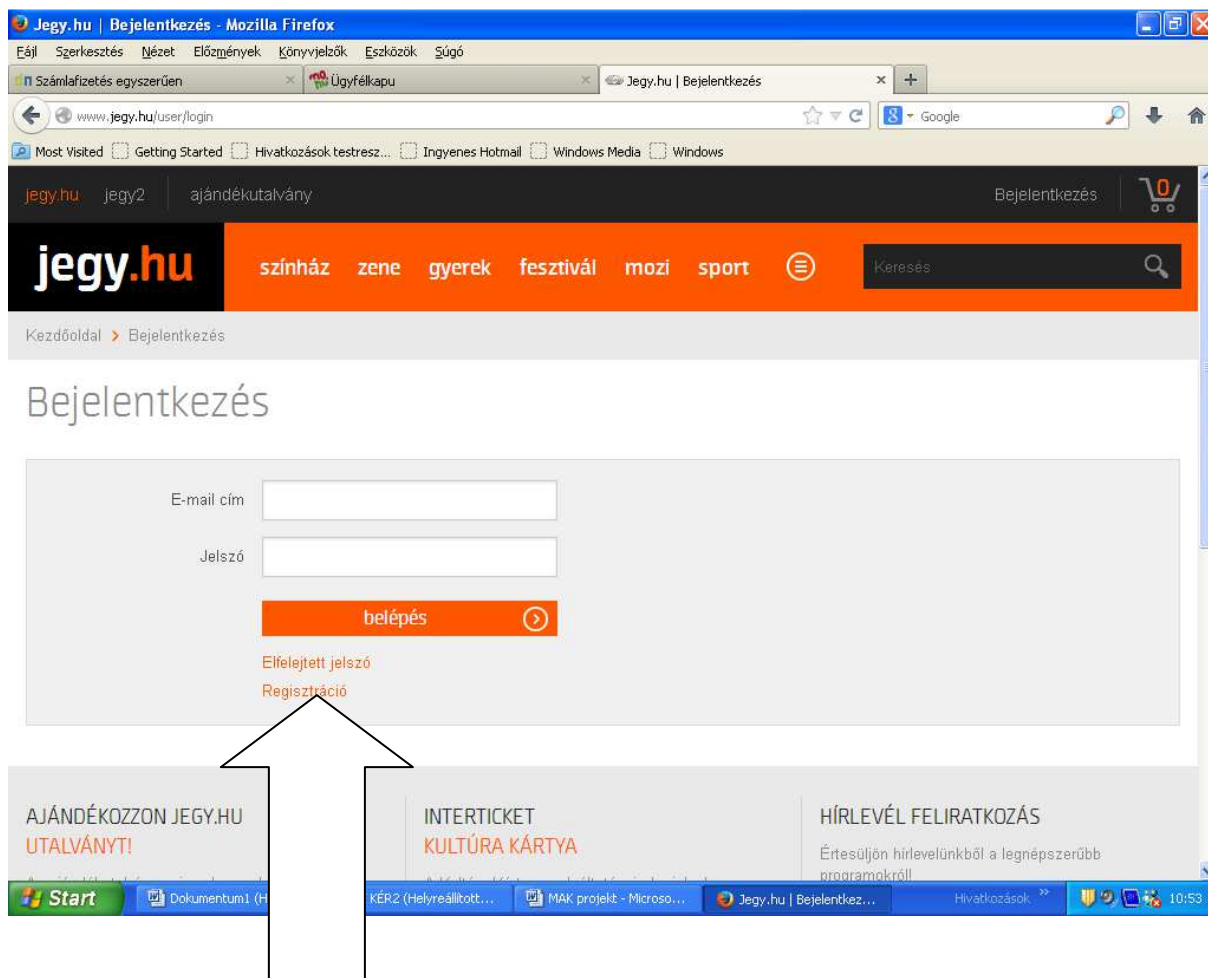 Jegy.hu | Bejelentkezés - Mozilla Firefox
Fájl Szerkesztés Nézet Előzmények Könyvjelzők Eszközök Súgó
Számlafizetés egyszerűen Ügyfélkapu Jegy.hu | Bejelentkezés
www.jegy.hu/user/login Google
Most Visited Getting Started Hivatkozások testresz... Ingyenes Hotmail Windows Media Windows
jegy.hu jegy2 ajándékutalvány Bejelentkezés 0
jegy.hu színház zene gyerek fesztivál mozi sport Keresés
Kezdőoldal > Bejelentkezés
Bejelentkezés
E-mail cím
Jelszó
belépés
Elfelejtett jelszó
Regisztráció
AJÁNDÉKOZZON JEGY.HU
UTALVÁNYT!
INTERTICKET
KULTÚRA KÁRTYA
HÍRLEVÉL FELIRATKOZÁS
Értesüljön hírlevelünkből a legnépszerűbb
programokról!
Start Dokumentum1 (H KÉR2 (Helyreállított... MAK projekt - Microso... Jegy.hu | Bejelentkez... Hivatkozások 10:53